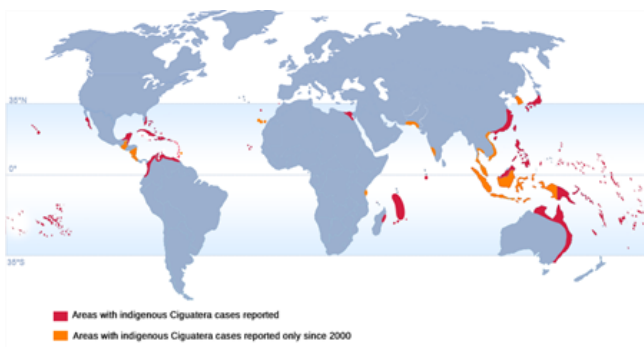 35°N
0°
35°S
Areas with indigenous Ciguatera cases reported
Areas with indigenous Ciguatera cases reported only since 2000